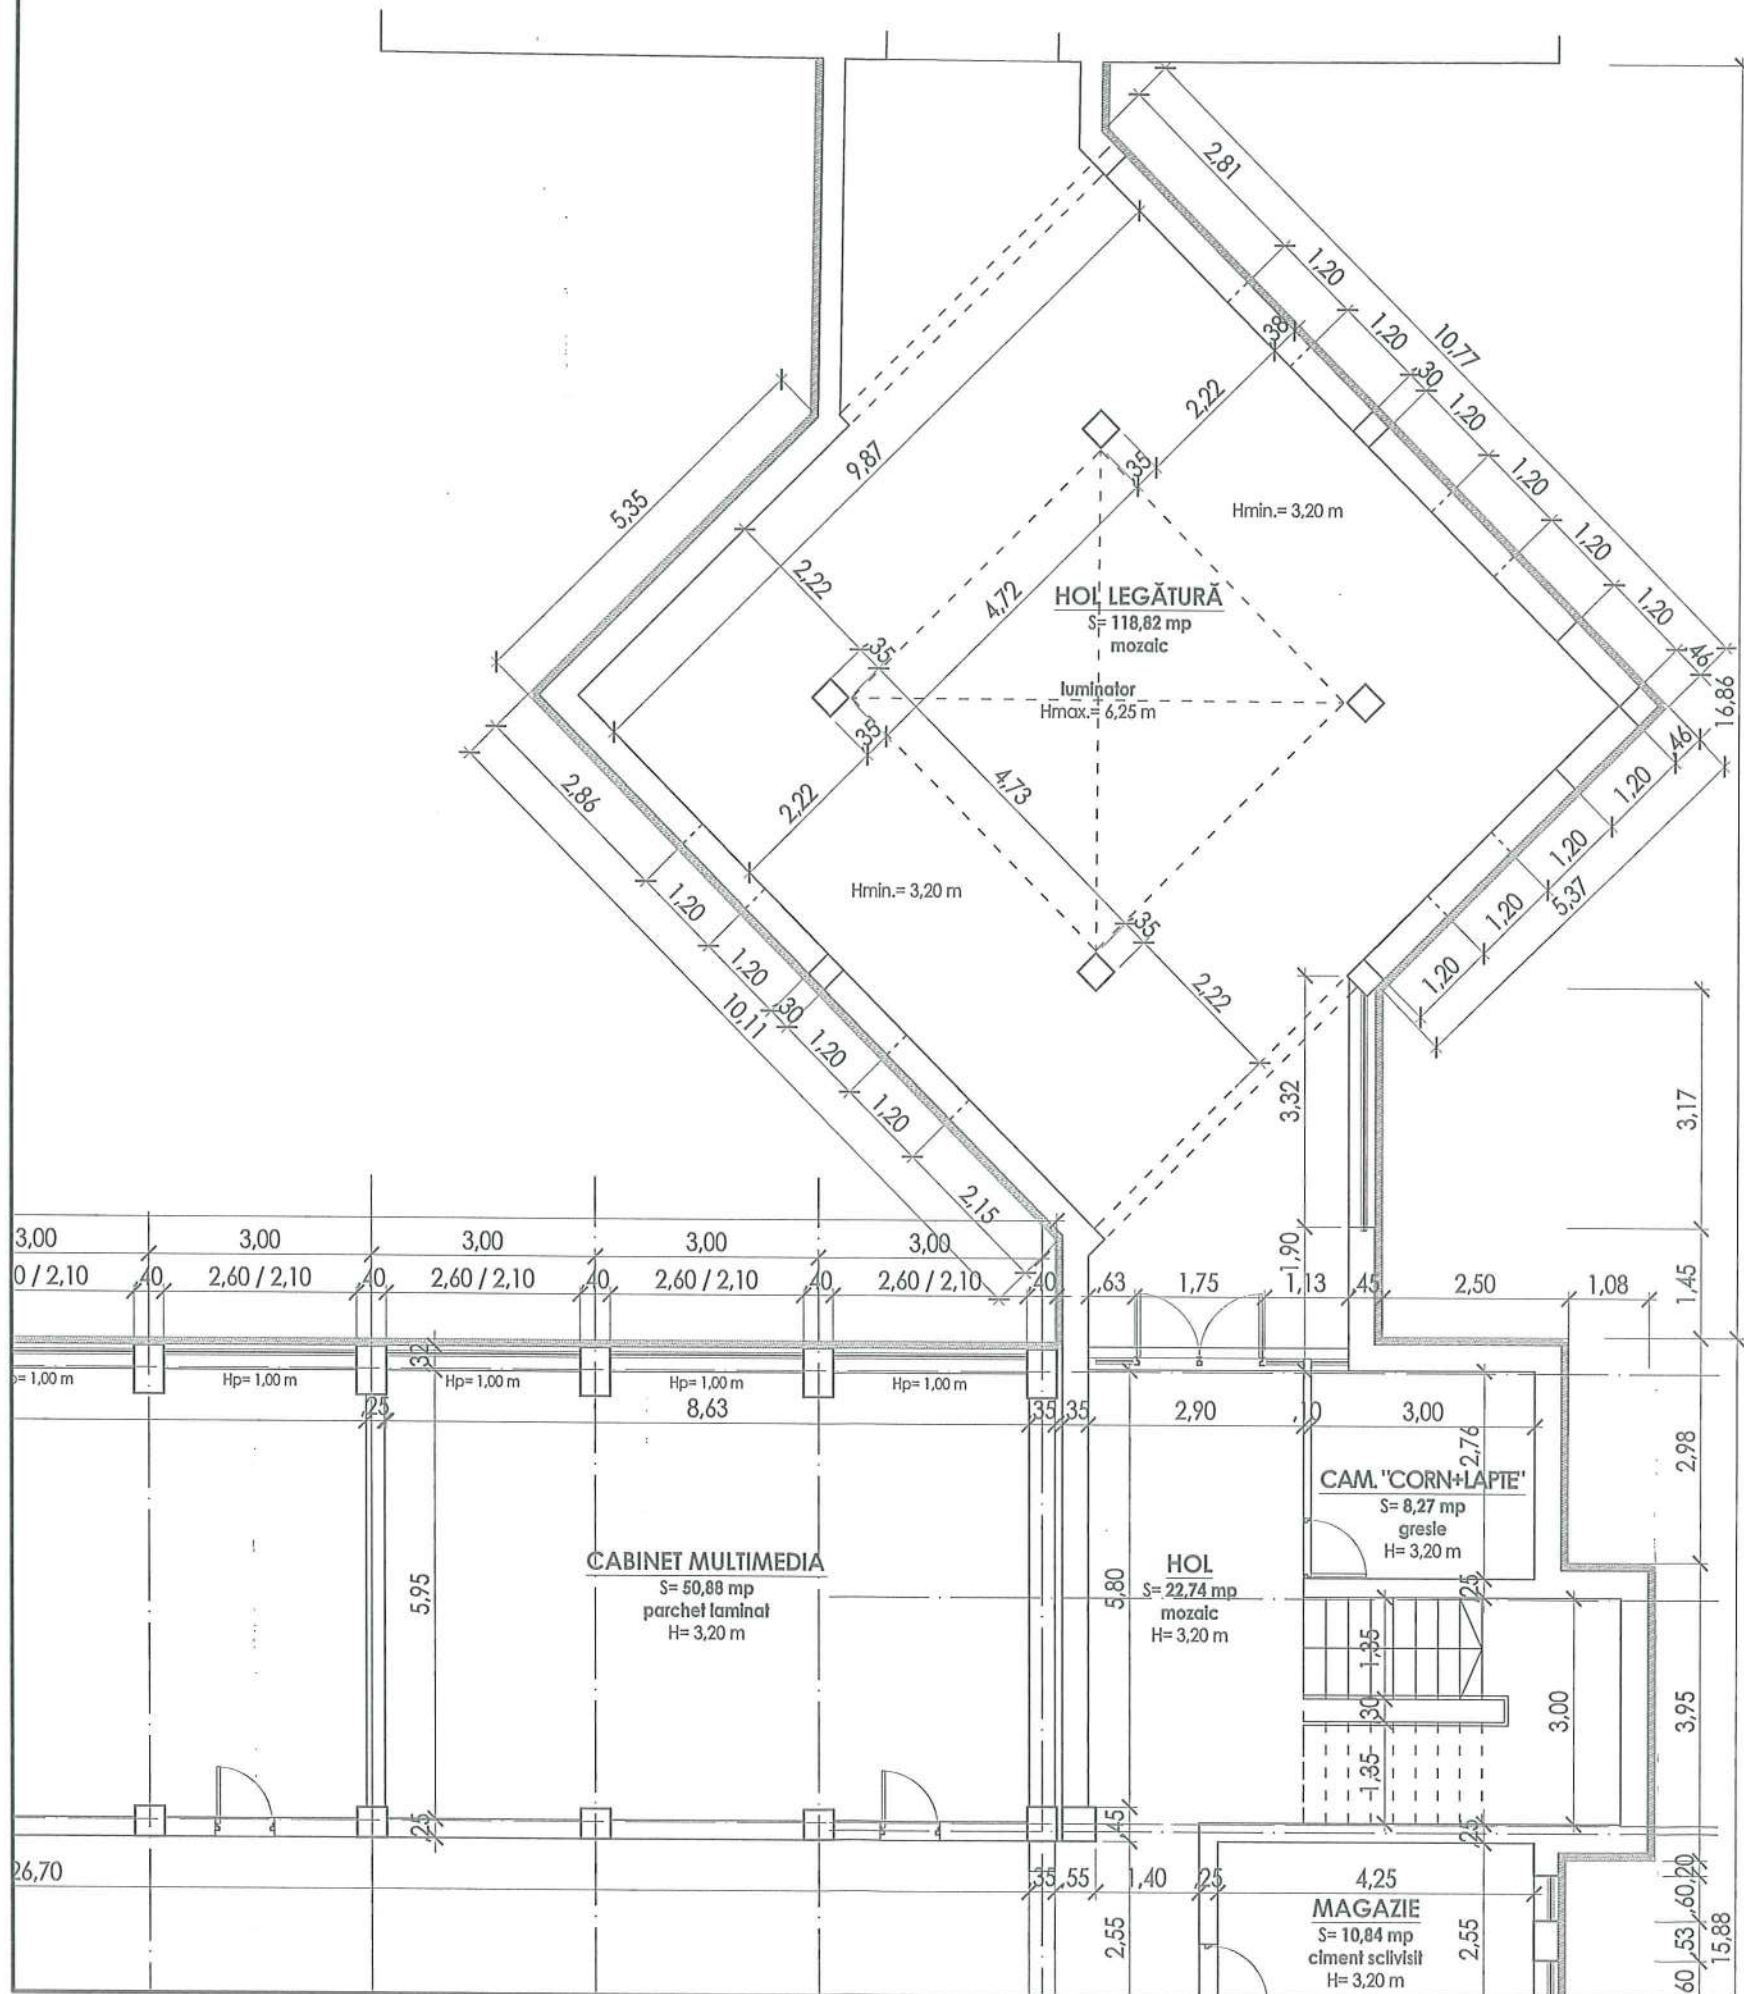 2,81
1,20
1,20
10,77
,30
1,20
,38
2,22
1,20
9,87
,35
5,35
Hmin.= 3,20 m
1,20
2,22
4,72
HOL LEGĂTURĂ
S= 118,82 mp
mozaic
1,20
,35
,46
luminator
Hmax.= 6,25 m
16,86
,35
,46
2,86
4,73
1,20
2,22
1,20
Hmin.= 3,20 m
5,37
1,20
1,20
,35
1,20
1,20
2,22
,30
10,11
1,20
3,32
3,17
1,20
2,15
3,00
3,00
3,00
3,00
3,00
1,90
0 / 2,10
,40
2,60 / 2,10
,40
2,60 / 2,10
,40
2,60 / 2,10
,40
2,60 / 2,10
,40
,63
1,75
1,13
,45
2,50
1,08
1,45
,32
= 1,00 m
Hp= 1,00 m
Hp= 1,00 m
Hp= 1,00 m
Hp= 1,00 m
,25
8,63
,35
,35
2,90
,10
3,00
2,76
2,98
CAM. "CORN+LAPTE"
S= 8,27 mp
gresie
H= 3,20 m
CABINET MULTIMEDIA
S= 50,88 mp
parchet laminat
H= 3,20 m
5,95
HOL
S= 22,74 mp
mozaic
H= 3,20 m
5,80
,25
1,35
,30
1,35
3,00
3,95
,25
,45
,25
26,70
,35
,55
1,40
,25
4,25
,20
,60
MAGAZIE
S= 10,84 mp
ciment sclivisit
H= 3,20 m
2,55
2,55
,53
15,88
60